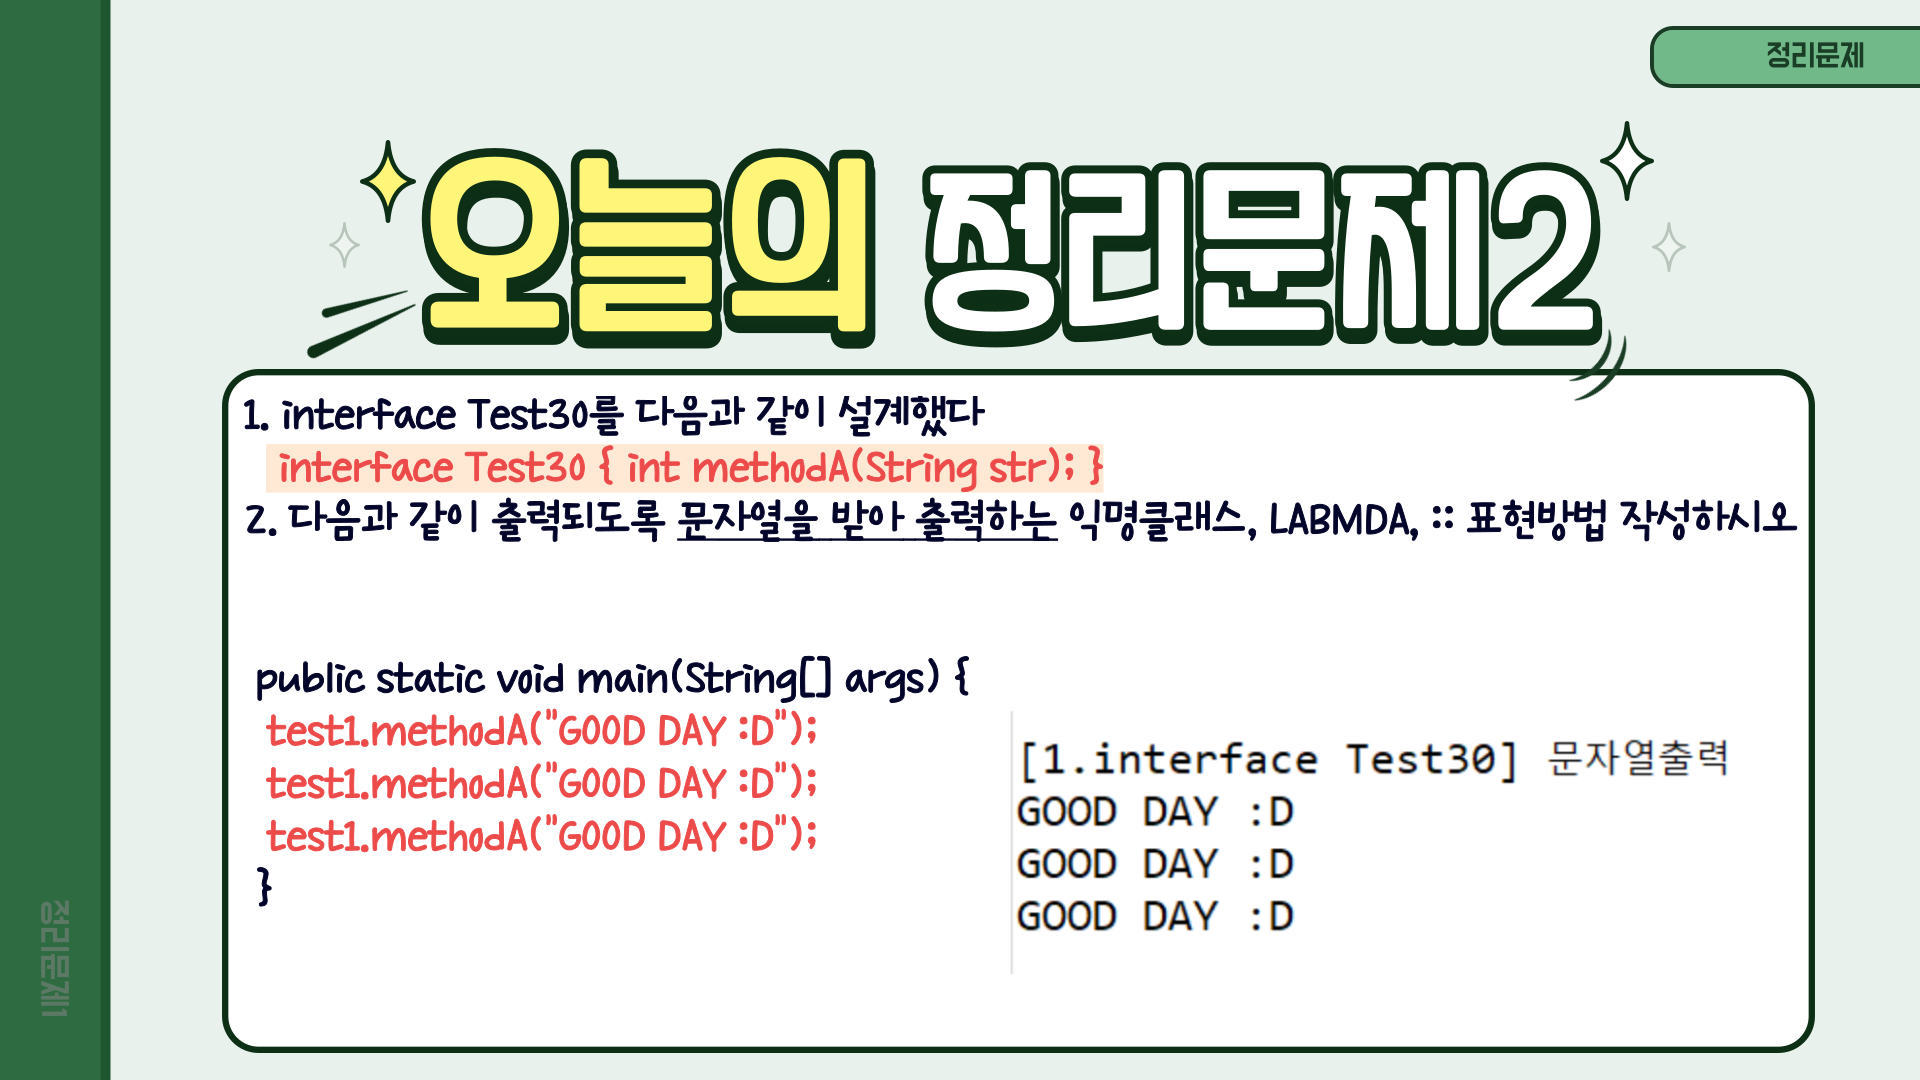 정리문제
오늘의 정리문제2
1. interface Test30를 다음과 같이 설계했다
interface Test30 { int methodA(String str); }
2. 다음과 같이 출력되도록 문자열을 받아 출력하는 익명클래스, LABMDA, :: 표현방법 작성하시오
public static void main(String[] args) {
test1.methodA("GOOD DAY :D");
test1.methodA("GOOD DAY :D");
test1.methodA("GOOD DAY :D");
}
[1.interface Test30] 문자열출력
GOOD DAY :D
GOOD DAY :D
GOOD DAY :D
정리문제1